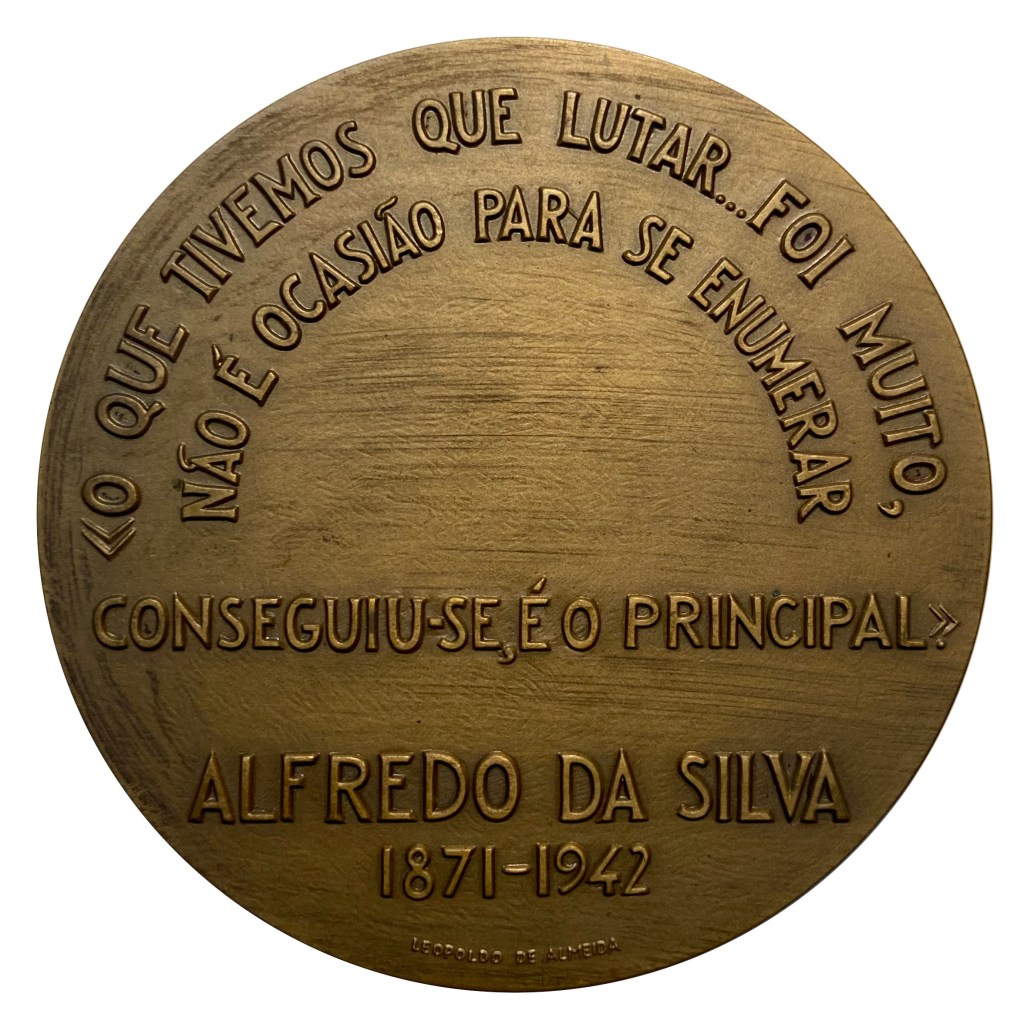 «O QUE TIVEMOS QUE LUTAR...FOI MUITO,
NÃO É OCASIÃO PARA SE ENUMERAR
CONSEGUIU-SE, É O PRINCIPAL.»
ALFREDO DA SILVA
1871-1942
LEOPOLDO DE ALMEIDA